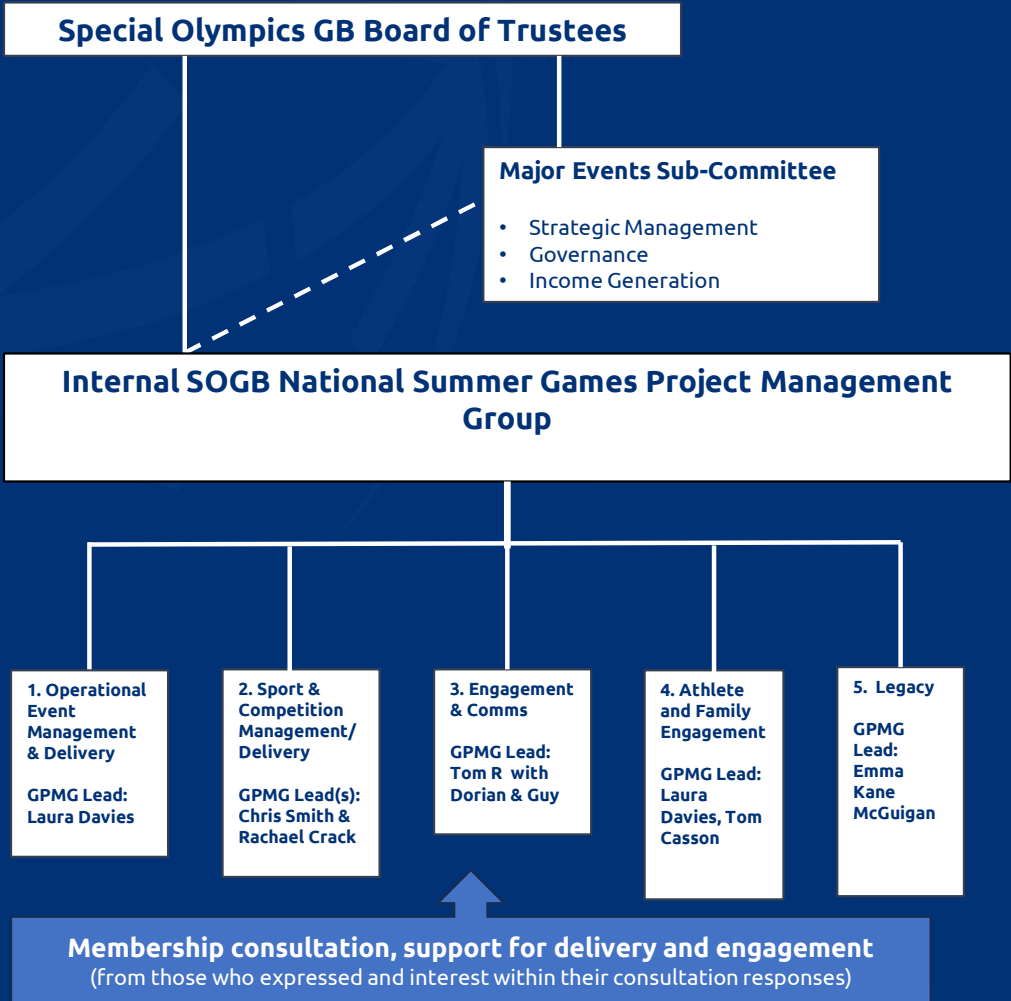 Special Olympics GB Board of Trustees
Major Events Sub-Committee
• Strategic Management
• Governance
• Income Generation
Internal SOGB National Summer Games Project Management
Group
1. Operational
Event
Management
& Delivery
GPMG Lead:
Laura Davies
2. Sport &
Competition
Management/
Delivery
GPMG Lead(s):
Chris Smith &
Rachael Crack
3. Engagement
& Comms
GPMG Lead:
Tom R with
Dorian & Guy
4. Athlete
and Family
Engagement
GPMG Lead:
Laura
Davies, Tom
Casson
5. Legacy
GPMG
Lead:
Emma
Kane
McGuigan
Membership consultation, support for delivery and engagement
(from those who expressed and interest within their consultation responses)